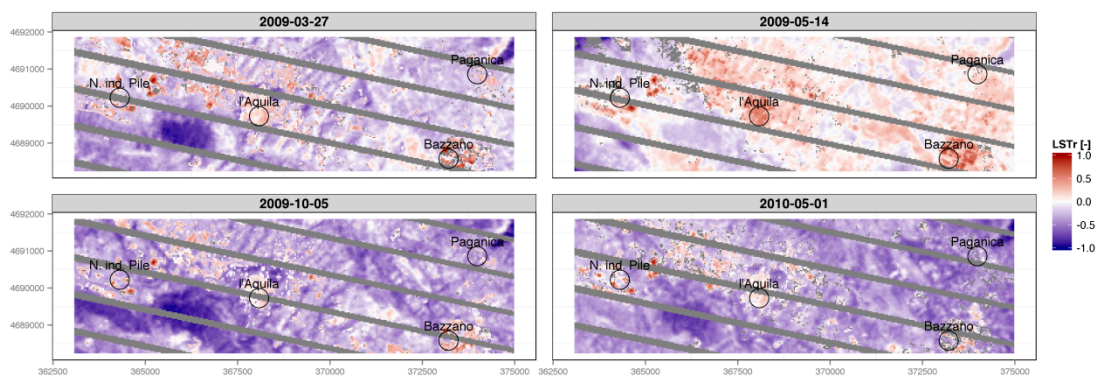 2009-03-27
2009-05-14
4692000
4691000
4690000
4689000
Paganica
N. ind. Pile
l'Aquila
Bazzano
Paganica
N. ind. Pile
l'Aquila
Bazzano
LSTr [-]
1.0
0.5
0.0
-0.5
-1.0
2009-10-05
2010-05-01
4692000
4691000
4690000
4689000
Paganica
N. ind. Pile
l'Aquila
Bazzano
Paganica
N. ind. Pile
l'Aquila
Bazzano
362500 365000 367500 370000 372500 375000
362500 365000 367500 370000 372500 375000